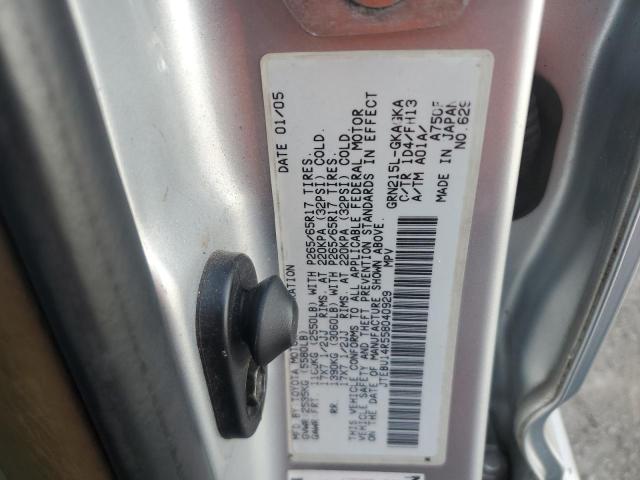 MFD. BY TOYOTA MOTOR ORATION DATE 01/05
GVWR 2535KG (5580LB)
GAWR FRT. 1160KG (2550LB) WITH P265/65R17 TIRES.
17X7 1/2JJ RIMS. AT 220KPA (32PSI) COLD.
RR. 1390KG (3060LB) WITH P265/65R17 TIRES.
17X7 1/2JJ RIMS. AT 220KPA (32PSI) COLD.
THIS VEHICLE CONFORMS TO ALL APPLICABLE FEDERAL MOTOR
VEHICLE SAFETY AND THEFT PREVENTION STANDARDS IN EFFECT
ON THE DATE OF MANUFACTURE SHOWN ABOVE.
JTEBU14R558040929 MPV
GRN215L-GKAGKA
C/TR 1D4/FH13
A/TM A01A/ A750F
MADE IN JAPAN
NO.629